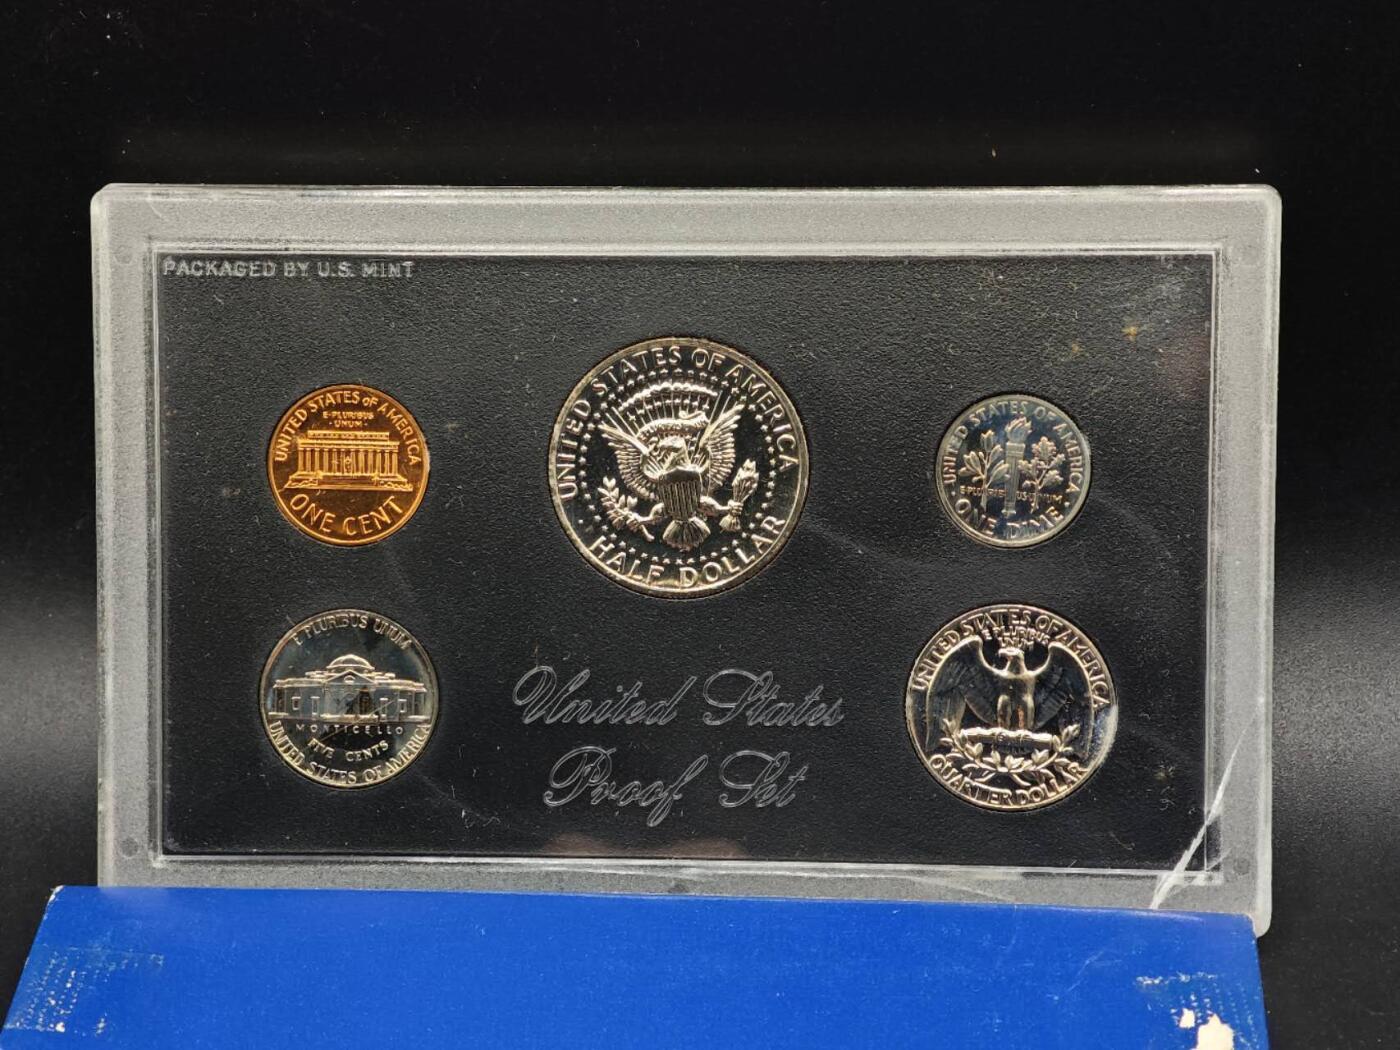 PACKAGED BY U.S. MINT
UNITED STATES OF AMERICA
E·PLURIBUS
·UNUM·
ONE CENT
UNITED STATES OF AMERICA
HALF DOLLAR
UNITED STATES OF AMERICA
E·PLURIBUS·UNUM
ONE DIME
E PLURIBUS UNUM
MONTICELLO
FIVE CENTS
UNITED STATES OF AMERICA
UNITED STATES OF AMERICA
E PLURIBUS
UNUM
QUARTER DOLLAR
United States
Proof Set